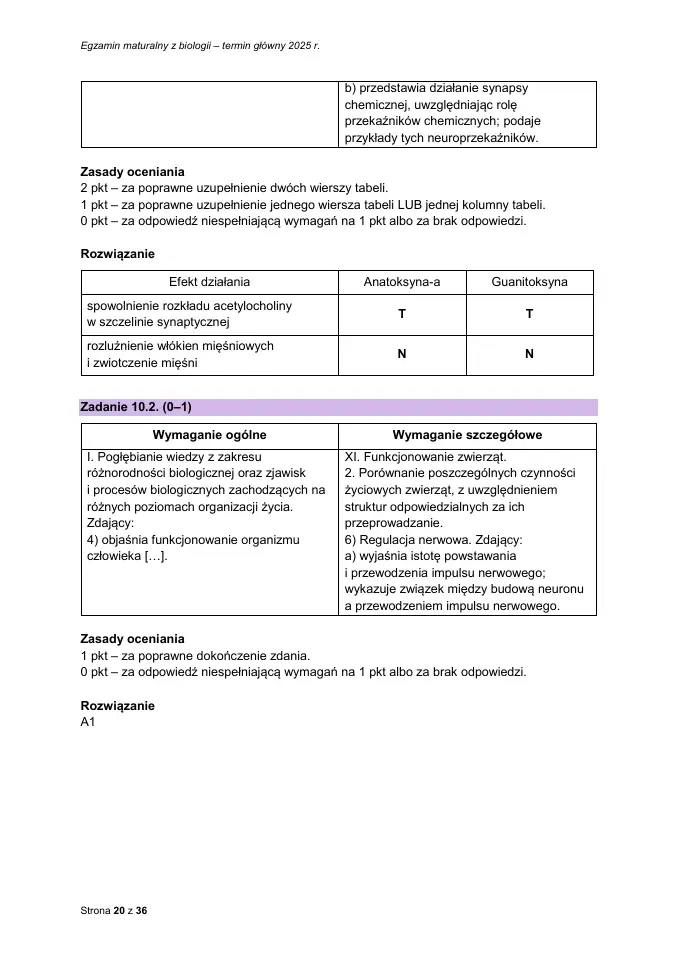 Egzamin maturalny z biologii – termin główny 2025 r.
b) przedstawia działanie synapsy
chemicznej, uwzględniając rolę
przekaźników chemicznych; podaje
przykłady tych neuroprzekaźników.
Zasady oceniania
2 pkt – za poprawne uzupełnienie dwóch wierszy tabeli.
1 pkt – za poprawne uzupełnienie jednego wiersza tabeli LUB jednej kolumny tabeli.
0 pkt – za odpowiedź niespełniającą wymagań na 1 pkt albo za brak odpowiedzi.
Rozwiązanie
Efekt działania Anatoksyna-a Guanitoksyna
spowolnienie rozkładu acetylocholiny
w szczelinie synaptycznej
T T
rozluźnienie włókien mięśniowych
i zwiotczenie mięśni
N N
Zadanie 10.2. (0–1)
Wymaganie ogólne Wymaganie szczegółowe
I. Pogłębianie wiedzy z zakresu
różnorodności biologicznej oraz zjawisk
i procesów biologicznych zachodzących na
różnych poziomach organizacji życia.
Zdający:
4) objaśnia funkcjonowanie organizmu
człowieka […].
XI. Funkcjonowanie zwierząt.
2. Porównanie poszczególnych czynności
życiowych zwierząt, z uwzględnieniem
struktur odpowiedzialnych za ich
przeprowadzanie.
6) Regulacja nerwowa. Zdający:
a) wyjaśnia istotę powstawania
i przewodzenia impulsu nerwowego;
wykazuje związek między budową neuronu
a przewodzeniem impulsu nerwowego.
Zasady oceniania
1 pkt – za poprawne dokończenie zdania.
0 pkt – za odpowiedź niespełniającą wymagań na 1 pkt albo za brak odpowiedzi.
Rozwiązanie
A1
Strona 20 z 36